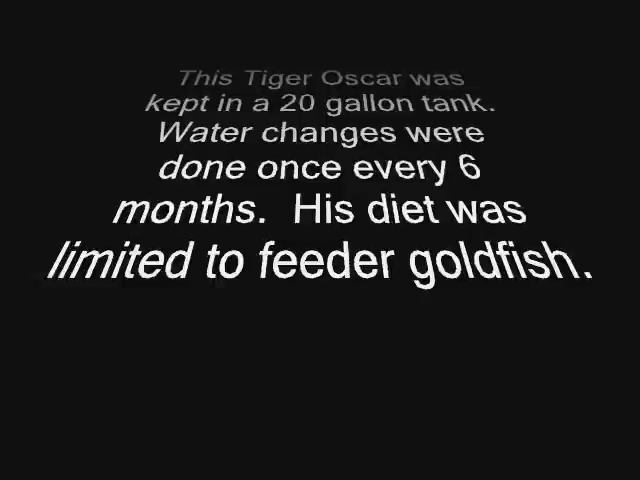 This Tiger Oscar was
kept in a 20 gallon tank.
Water changes were
done once every 6
months. His diet was
limited to feeder goldfish.